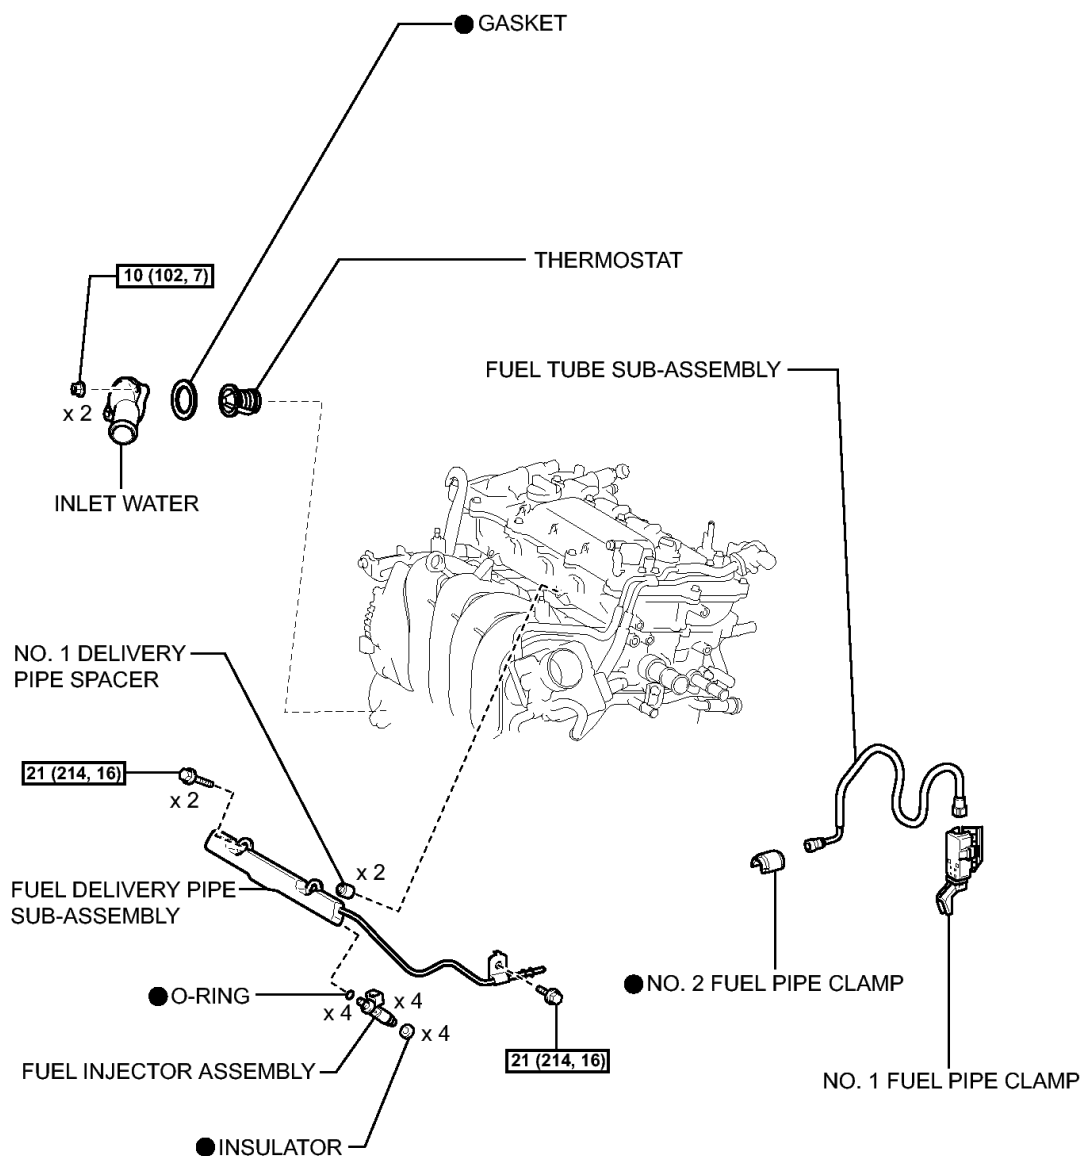 ● GASKET
THERMOSTAT
10 (102, 7)
FUEL TUBE SUB-ASSEMBLY
x 2
INLET WATER
NO. 1 DELIVERY
PIPE SPACER
21 (214, 16)
x 2
x 2
FUEL DELIVERY PIPE
SUB-ASSEMBLY
● NO. 2 FUEL PIPE CLAMP
● O-RING
x 4
x 4
x 4
21 (214, 16)
FUEL INJECTOR ASSEMBLY
NO. 1 FUEL PIPE CLAMP
● INSULATOR